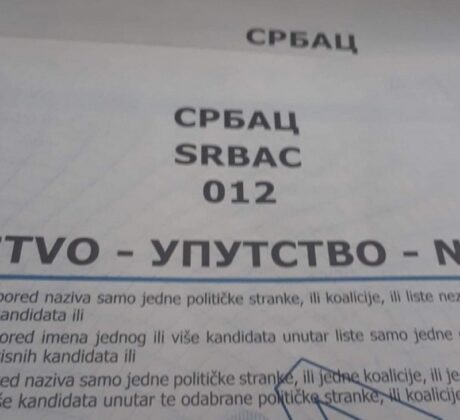 СРБАЦ
СРБАЦ
SRBAC
012
TVO - УПУТСТВО - N
pored naziva samo jedne političke stranke, ili koalicije, ili liste nez
kandidata ili
pored imena jednog ili više kandidata unutar liste samo jedne
isnih kandidata ili
red naziva samo jedne političke stranke, ili jedne koalicije, ili je
še kandidata unutar te odabrane političke stranke, ili koalicije